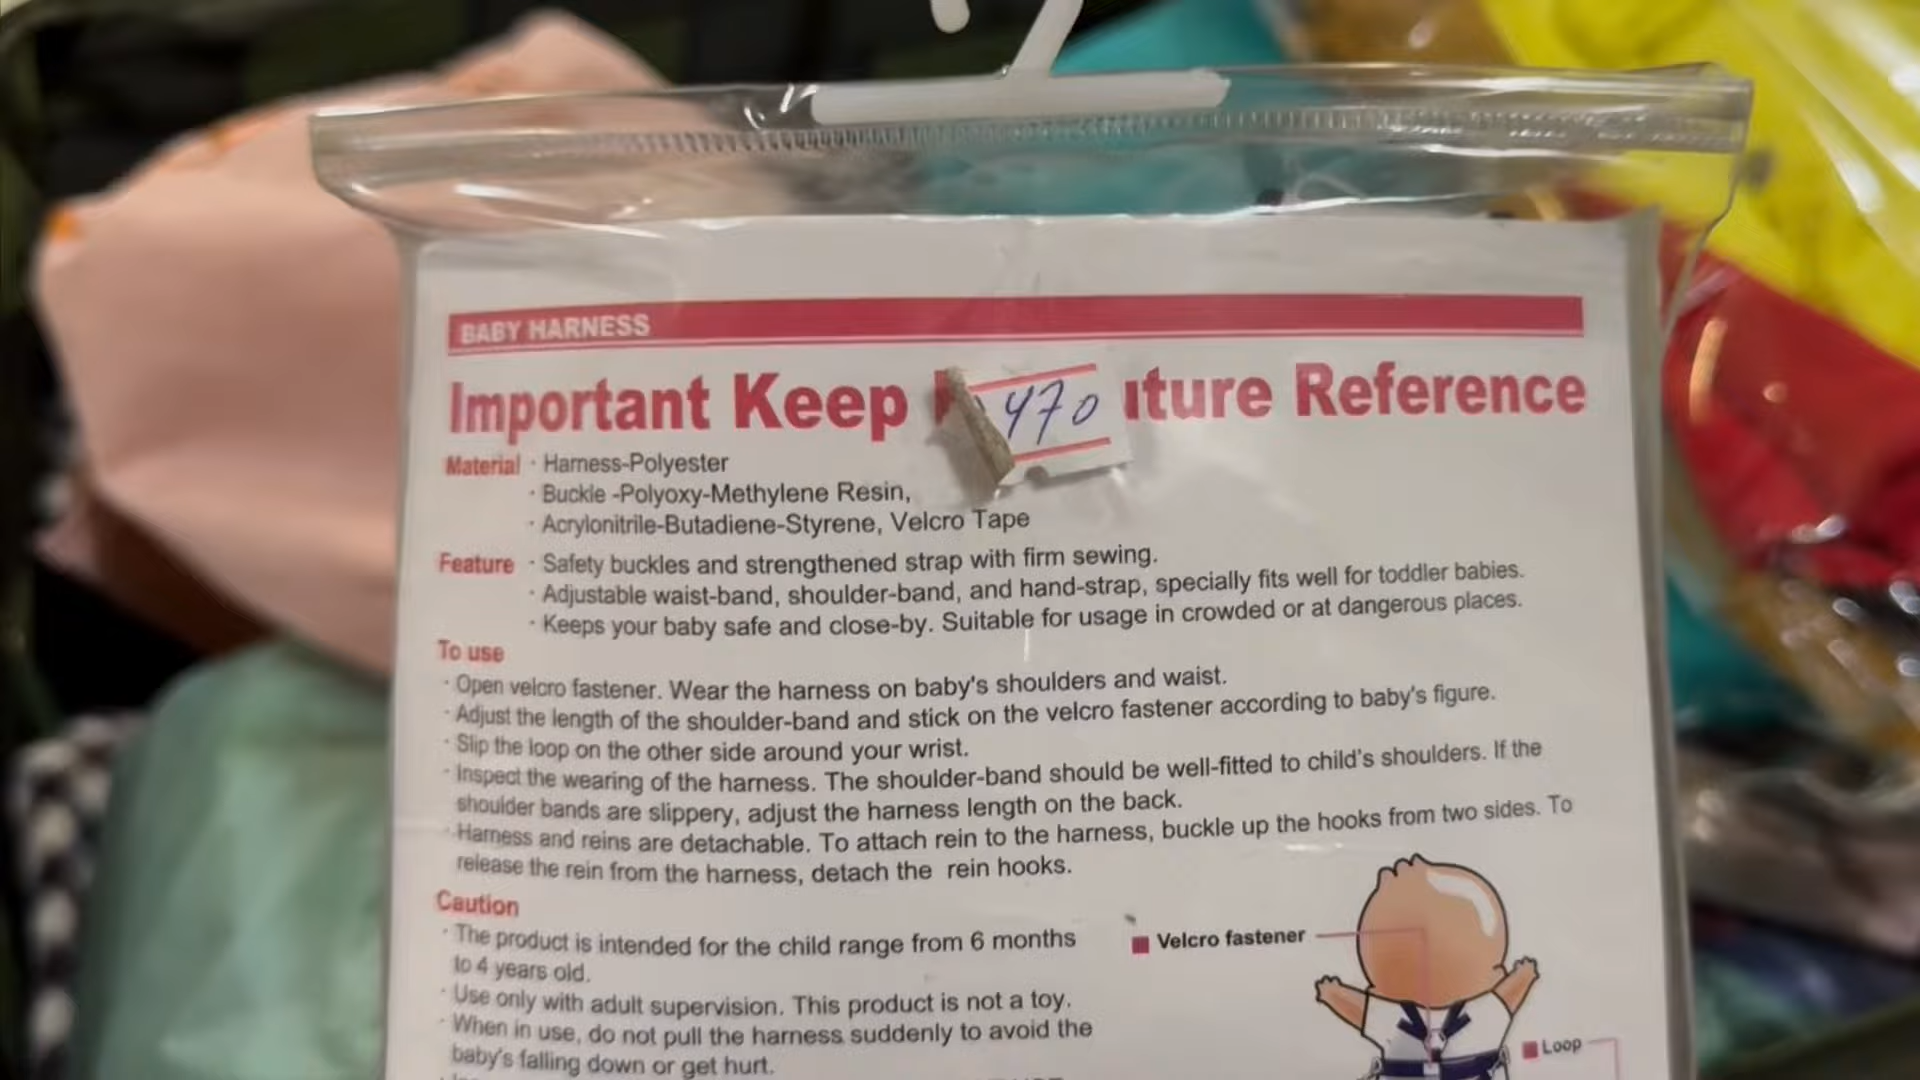 BABY HARNESS
Important Keep 470 uture Reference
Material · Harness-Polyester
· Buckle -Polyoxy-Methylene Resin,
· Acrylonitrile-Butadiene-Styrene, Velcro Tape
Feature · Safety buckles and strengthened strap with firm sewing.
· Adjustable waist-band, shoulder-band, and hand-strap, specially fits well for toddler babies.
· Keeps your baby safe and close-by. Suitable for usage in crowded or at dangerous places.
To use
· Open velcro fastener. Wear the harness on baby's shoulders and waist.
· Adjust the length of the shoulder-band and stick on the velcro fastener according to baby's figure.
· Slip the loop on the other side around your wrist.
· Inspect the wearing of the harness. The shoulder-band should be well-fitted to child's shoulders. If the
shoulder bands are slippery, adjust the harness length on the back.
· Harness and reins are detachable. To attach rein to the harness, buckle up the hooks from two sides. To
release the rein from the harness, detach the rein hooks.
Caution
· The product is intended for the child range from 6 months
to 4 years old.
· Use only with adult supervision. This product is not a toy.
· When in use, do not pull the harness suddenly to avoid the
baby's falling down or get hurt.
Velcro fastener
Loop